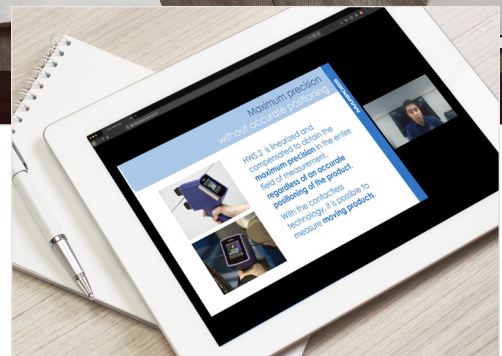 Maximum precision
without accurate positioning
HWS.2 is linearized and
compensated to obtain the
maximum precision in the entire
field of measurement,
regardless of an accurate
positioning of the product.
With the contactless
technology, it is possible to
measure moving products.